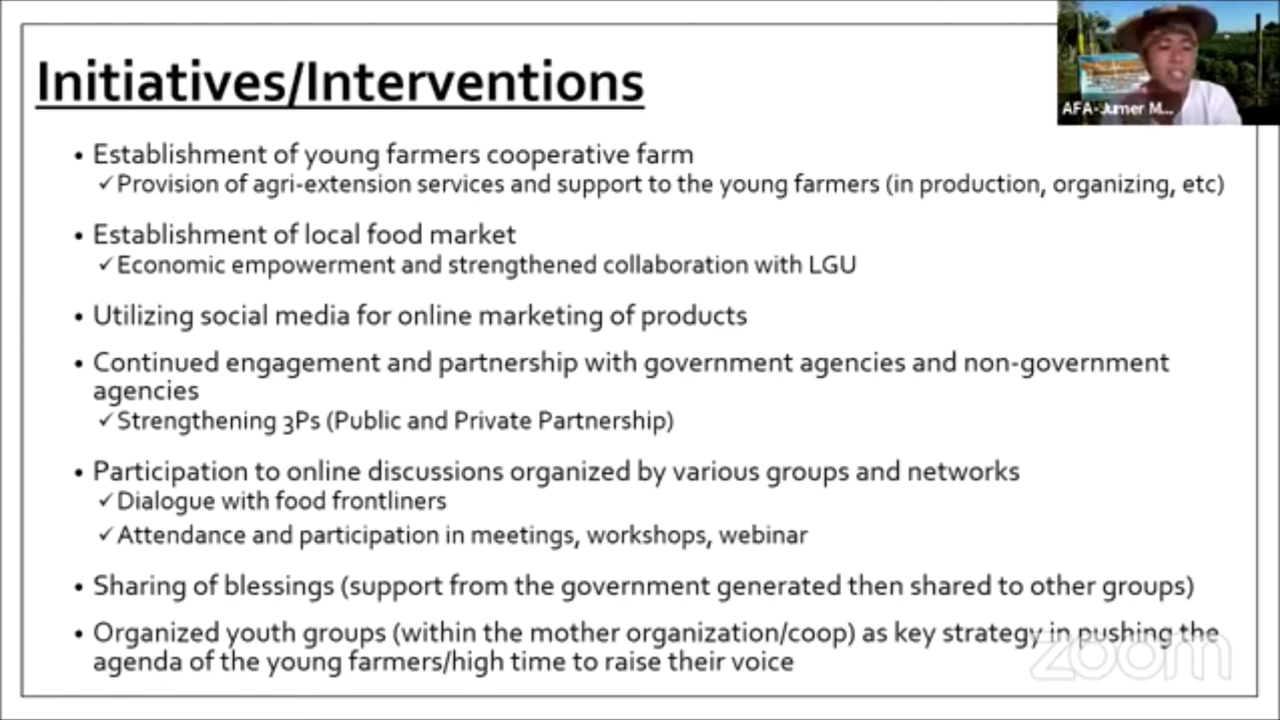 Initiatives/Interventions
AFA-Jumer M...
• Establishment of young farmers cooperative farm
✓Provision of agri-extension services and support to the young farmers (in production, organizing, etc)
• Establishment of local food market
✓Economic empowerment and strengthened collaboration with LGU
• Utilizing social media for online marketing of products
• Continued engagement and partnership with government agencies and non-government
agencies
✓Strengthening 3Ps (Public and Private Partnership)
• Participation to online discussions organized by various groups and networks
✓Dialogue with food frontliners
✓Attendance and participation in meetings, workshops, webinar
• Sharing of blessings (support from the government generated then shared to other groups)
• Organized youth groups (within the mother organization/coop) as key strategy in pushing the
agenda of the young farmers/high time to raise their voice
zoom